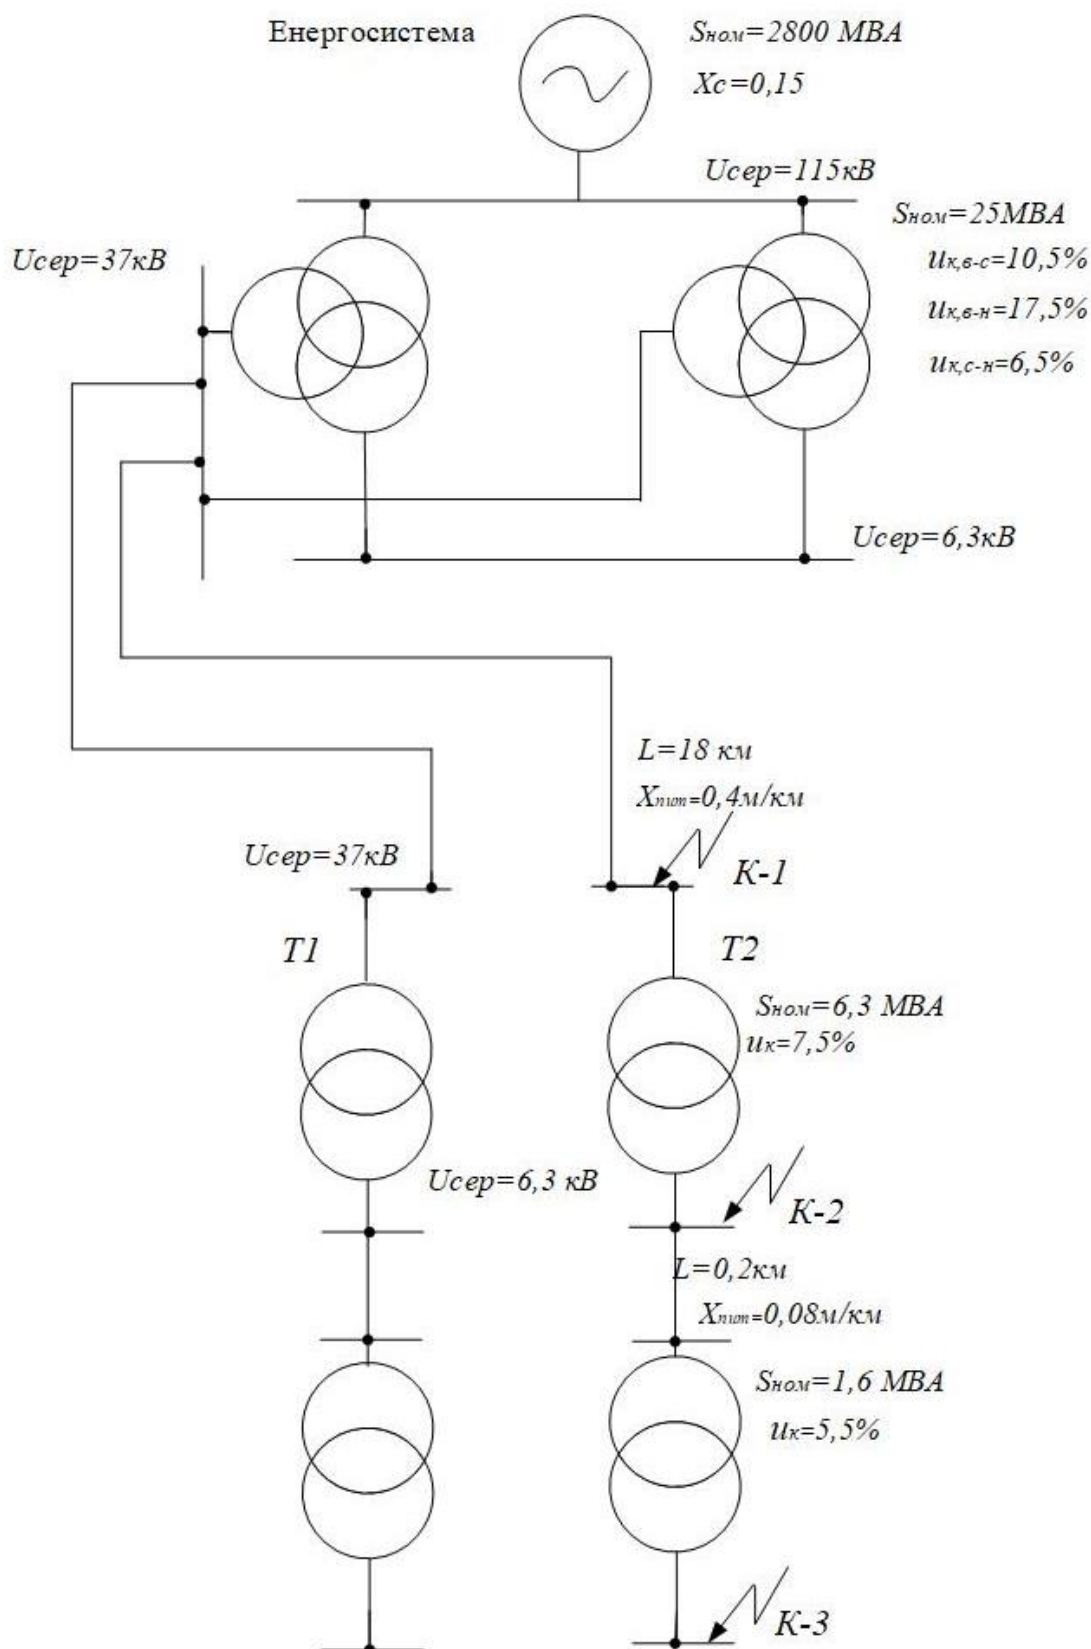 Енергосистема
Sном=2800 МВА
Xc=0,15
Uсер=115кВ
Sном=25МВА
Uсер=37кВ
uк,в-с=10,5%
uк,в-н=17,5%
uк,с-н=6,5%
Uсер=6,3кВ
L=18 км
Xпит=0,4м/км
Uсер=37кВ
К-1
Т1
Т2
Sном=6,3 МВА
uк=7,5%
Uсер=6,3 кВ
К-2
L=0,2км
Xпит=0,08м/км
Sном=1,6 МВА
uк=5,5%
К-3